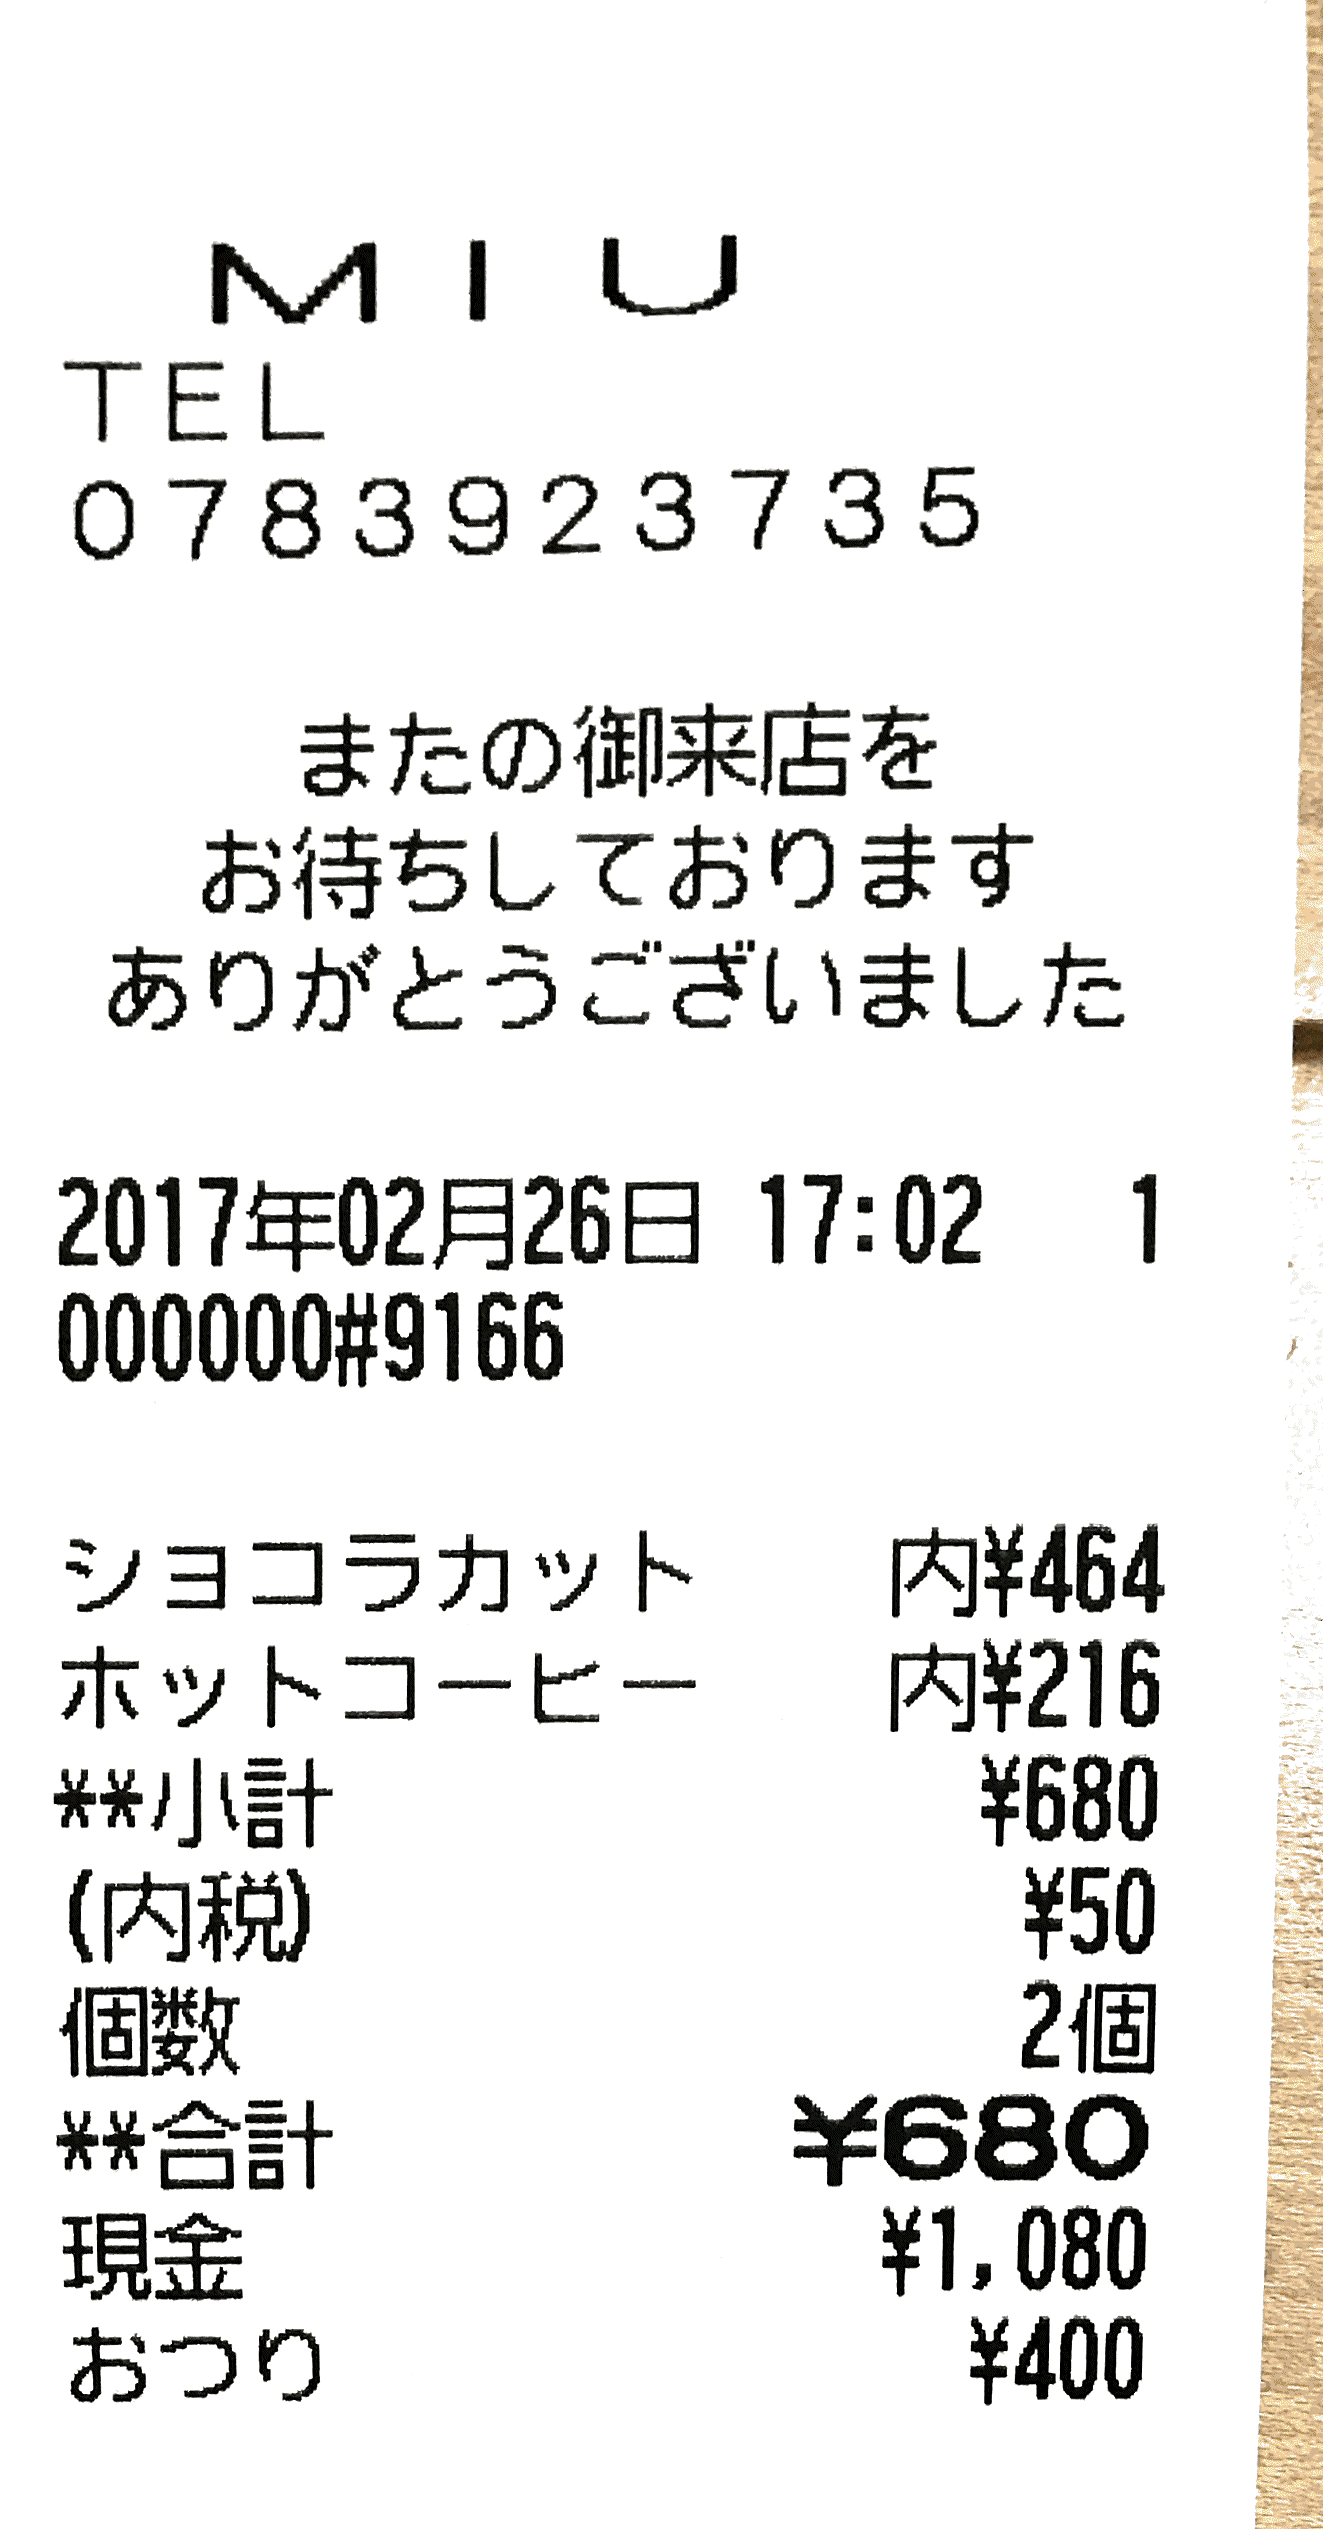 MIU
TEL
0783923735
またの御来店を
お待ちしております
ありがとうございました
2017年02月26日 17:02 1
000000#9166
ショコラカット 内¥464
ホットコーヒー 内¥216
**小計 ¥680
(内税) ¥50
個数 2個
**合計 ¥680
現金 ¥1,080
おつり ¥400